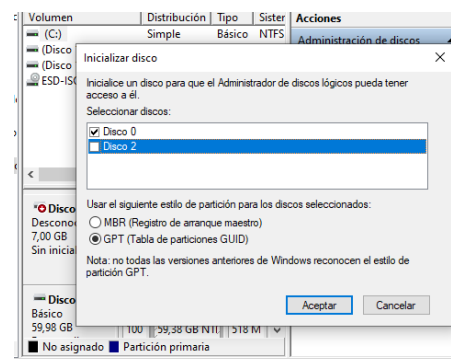 Volumen Distribución Tipo Sister Acciones
(C:) Simple Básico NTFS
Administración de discos
(Disco
(Disco
ESD-ISO
Inicializar disco
Inicialice un disco para que el Administrador de discos lógicos pueda tener
acceso a él.
Seleccionar discos:
Disco 0
Disco 2
Usar el siguiente estilo de partición para los discos seleccionados:
MBR (Registro de arranque maestro)
GPT (Tabla de particiones GUID)
Nota: no todas las versiones anteriores de Windows reconocen el estilo de
partición GPT.
Aceptar Cancelar
Disco
Descono
7,00 GB
Sin inicia
Disco
Básico
59,98 GB 100 59,38 GB NTI 518 M
No asignado Partición primaria